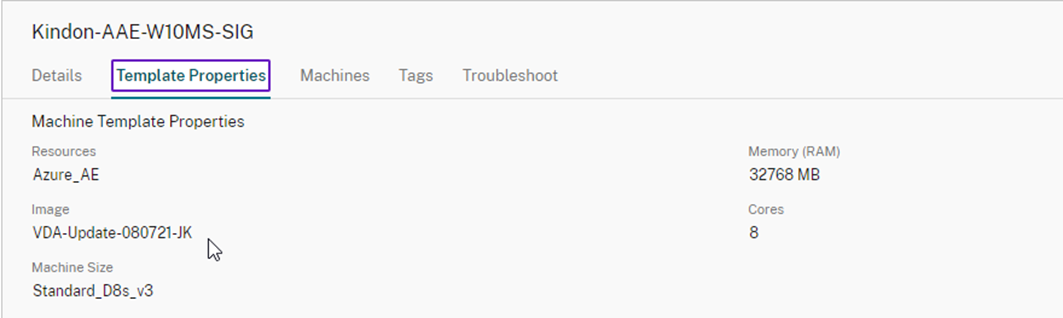 Kindon-AAE-W10MS-SIG
Details Template Properties Machines Tags Troubleshoot
Machine Template Properties
Resources Memory (RAM)
Azure_AE 32768 MB
Image Cores
VDA-Update-080721-JK 8
Machine Size
Standard_D8s_v3